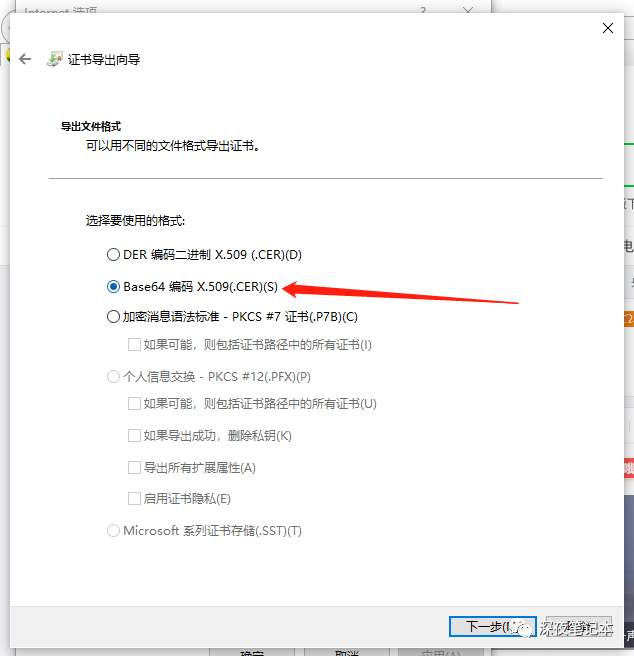 Internet 选项
证书导出向导
导出文件格式
可以用不同的文件格式导出证书。
选择要使用的格式:
DER 编码二进制 X.509 (.CER)(D)
Base64 编码 X.509(.CER)(S)
加密消息语法标准 - PKCS #7 证书(.P7B)(C)
如果可能，则包括证书路径中的所有证书(I)
个人信息交换 - PKCS #12(.PFX)(P)
如果可能，则包括证书路径中的所有证书(U)
如果导出成功，删除私钥(K)
导出所有扩展属性(A)
启用证书隐私(E)
Microsoft 系列证书存储(.SST)(T)
下一步(
深夜笔记本
确定
取消
应用(A)